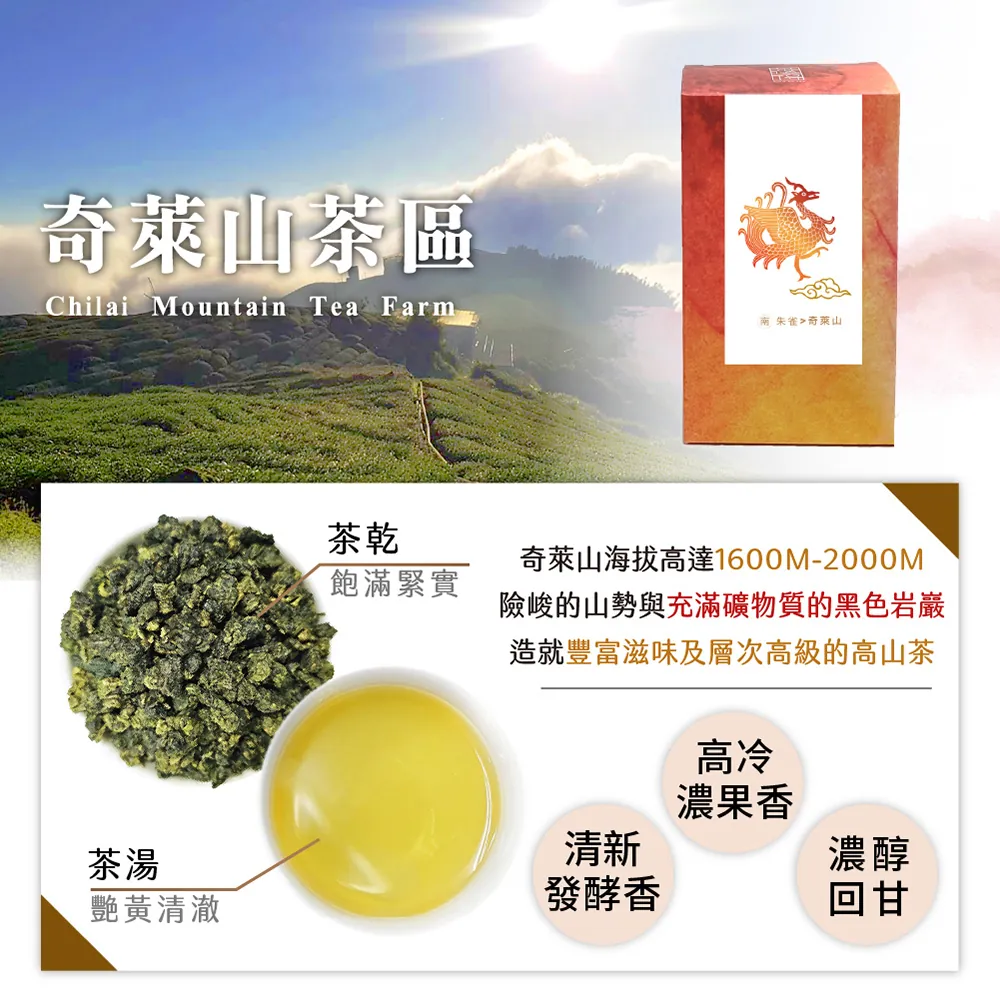 奇萊山茶區
Chilai Mountain Tea Farm
南 朱雀>奇萊山
茶乾
飽滿緊實
奇萊山海拔高達1600M-2000M
險峻的山勢與充滿礦物質的黑色岩巖
造就豐富滋味及層次高級的高山茶
高冷
濃果香
清新
發酵香
濃醇
回甘
茶湯
艷黃清澈